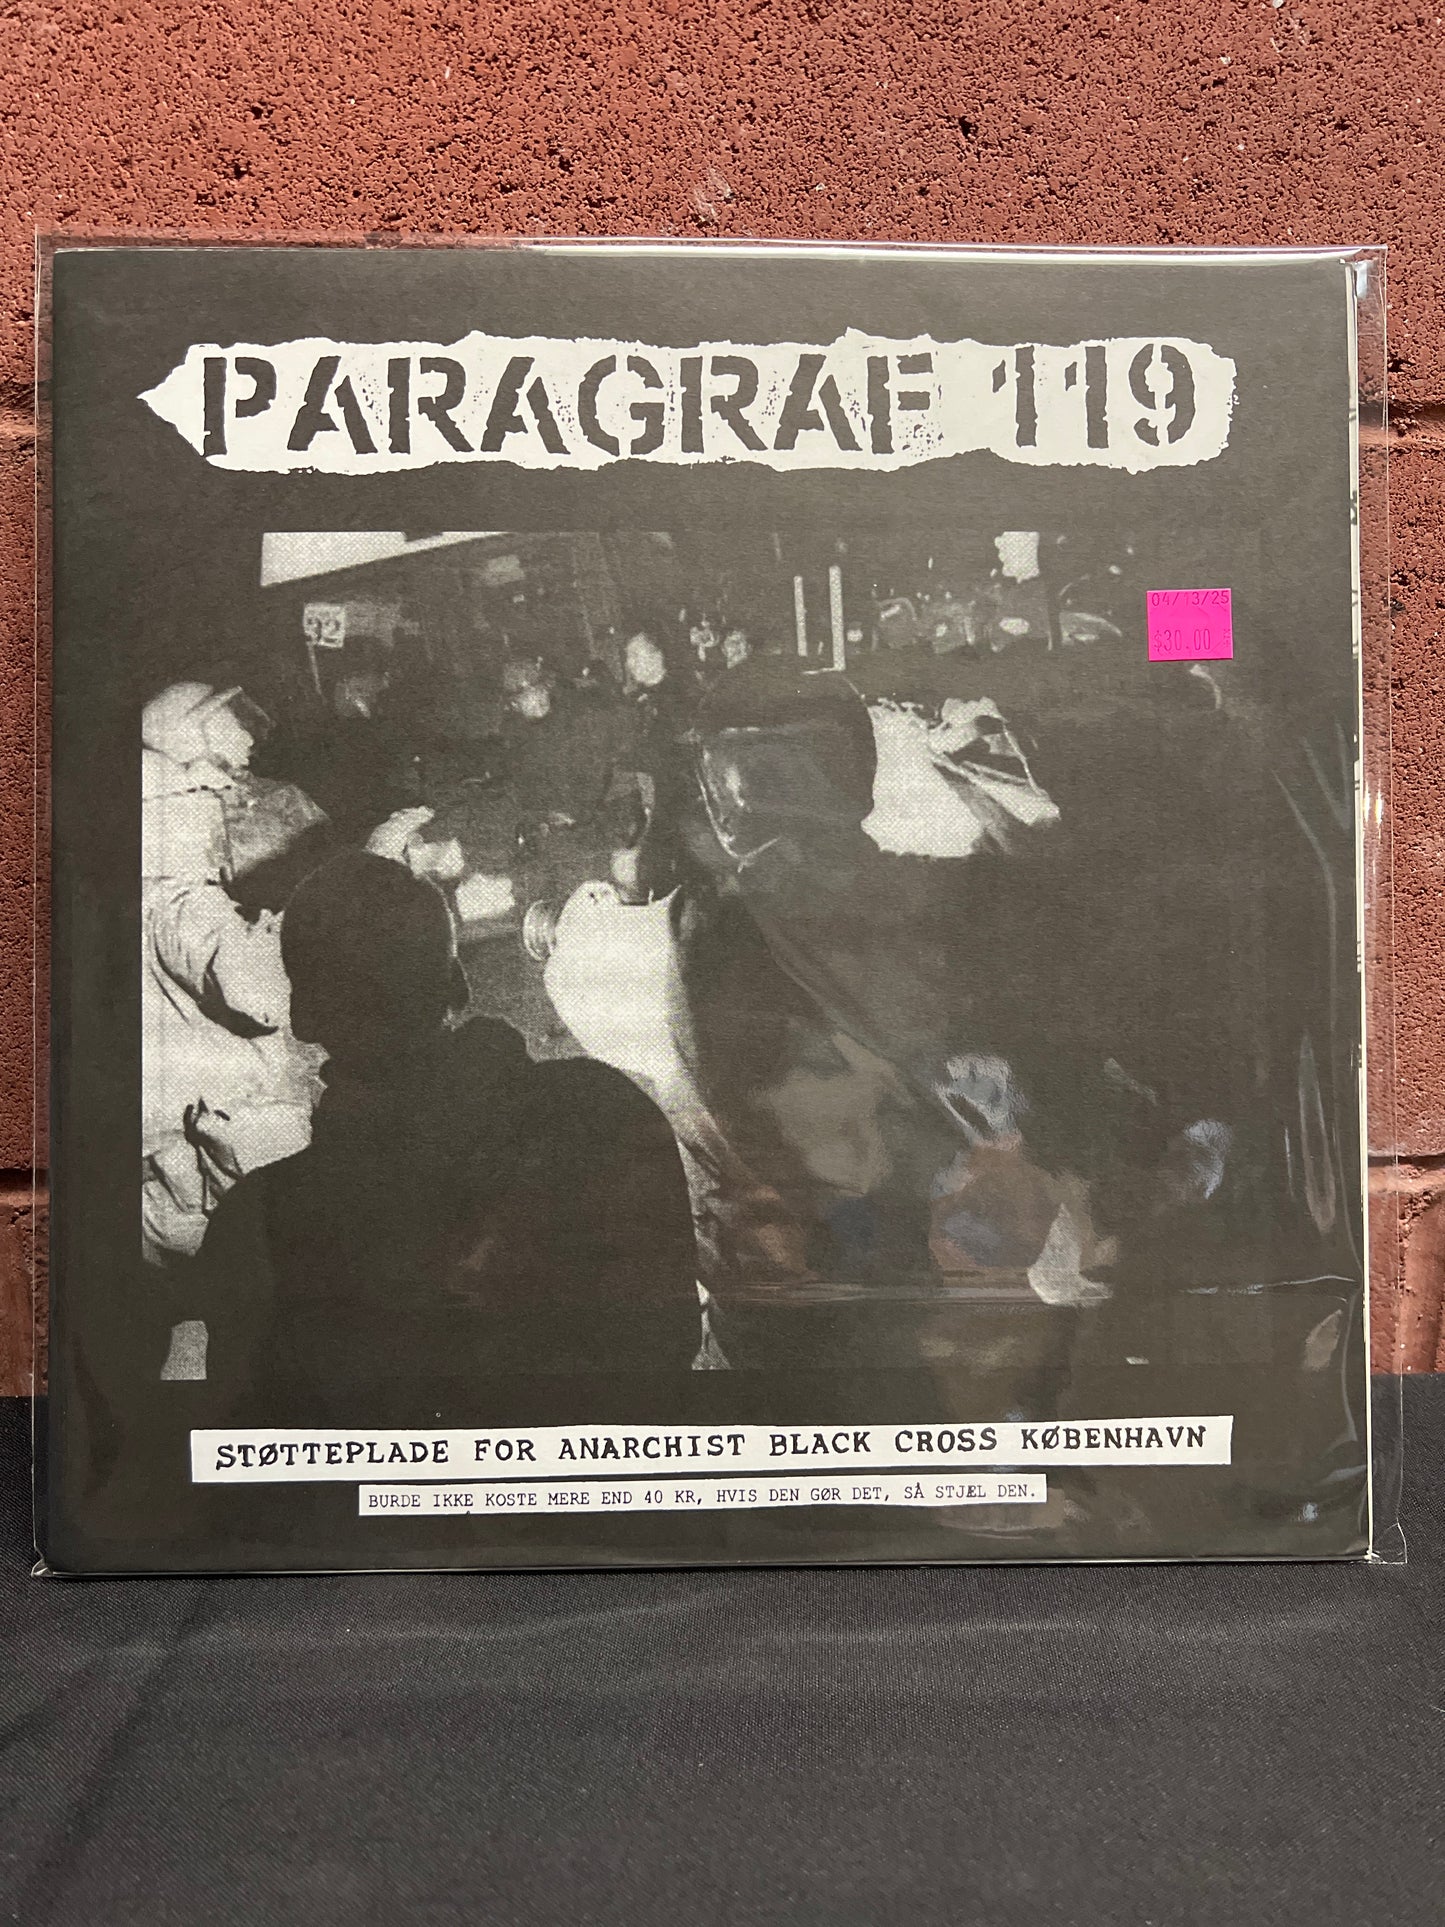 PARAGRAF 119
04/13/25
$30.00
22
STØTTEPLADE FOR ANARCHIST BLACK CROSS KØBENHAVN
BURDE IKKE KOSTE MERE END 40 KR, HVIS DEN GØR DET, SÅ STJÆL DEN.